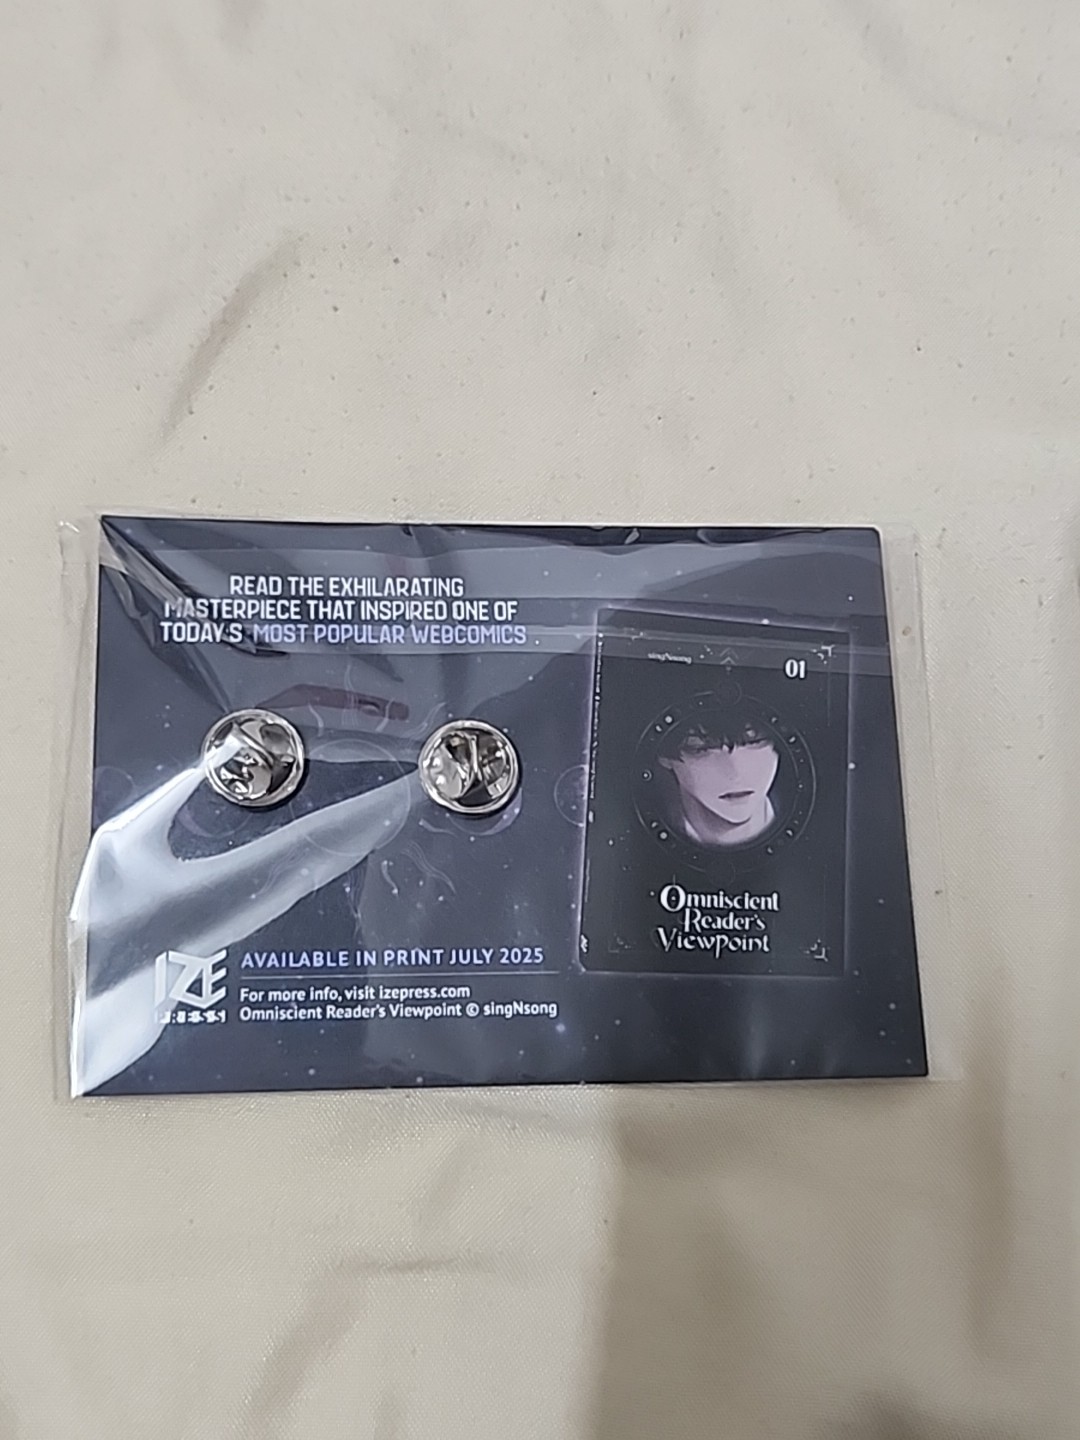 READ THE EXHILARATING
MASTERPIECE THAT INSPIRED ONE OF
TODAY'S MOST POPULAR WEBCOMICS
singNsong
01
Omniscient
Reader's
Viewpoint
IZE
PRESS
AVAILABLE IN PRINT JULY 2025
For more info, visit izepress.com
Omniscient Reader's Viewpoint © singNsong